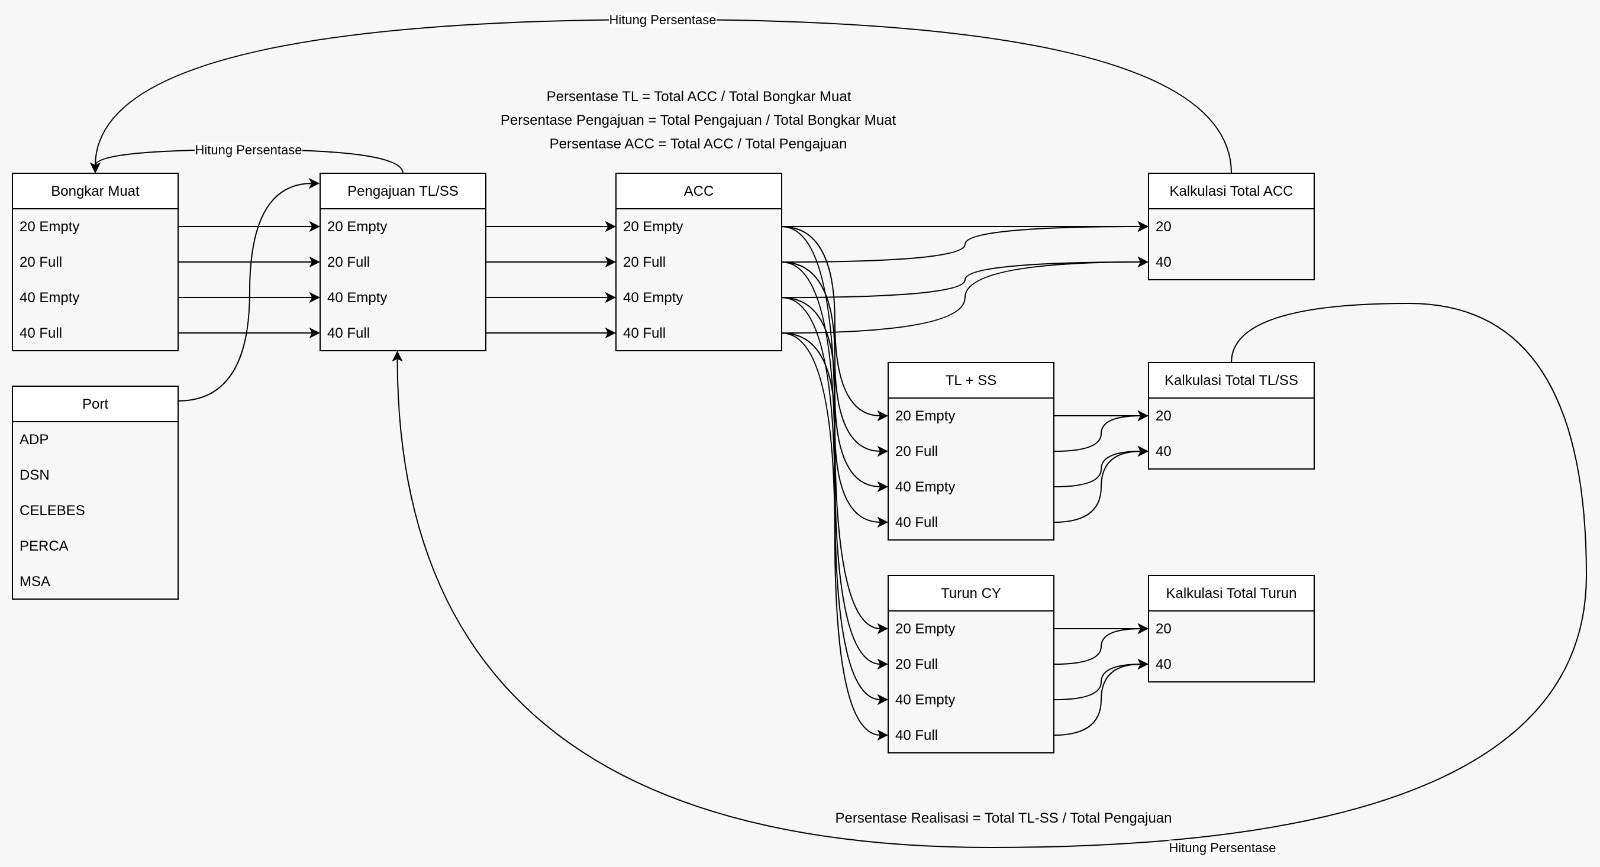 Hitung Persentase
Persentase TL = Total ACC / Total Bongkar Muat
Persentase Pengajuan = Total Pengajuan / Total Bongkar Muat
Persentase ACC = Total ACC / Total Pengajuan
Hitung Persentase
Bongkar Muat
20 Empty
20 Full
40 Empty
40 Full
Pengajuan TL/SS
20 Empty
20 Full
40 Empty
40 Full
ACC
20 Empty
20 Full
40 Empty
40 Full
Kalkulasi Total ACC
20
40
Port
ADP
DSN
CELEBES
PERCA
MSA
TL + SS
20 Empty
20 Full
40 Empty
40 Full
Kalkulasi Total TL/SS
20
40
Turun CY
20 Empty
20 Full
40 Empty
40 Full
Kalkulasi Total Turun
20
40
Persentase Realisasi = Total TL-SS / Total Pengajuan
Hitung Persentase